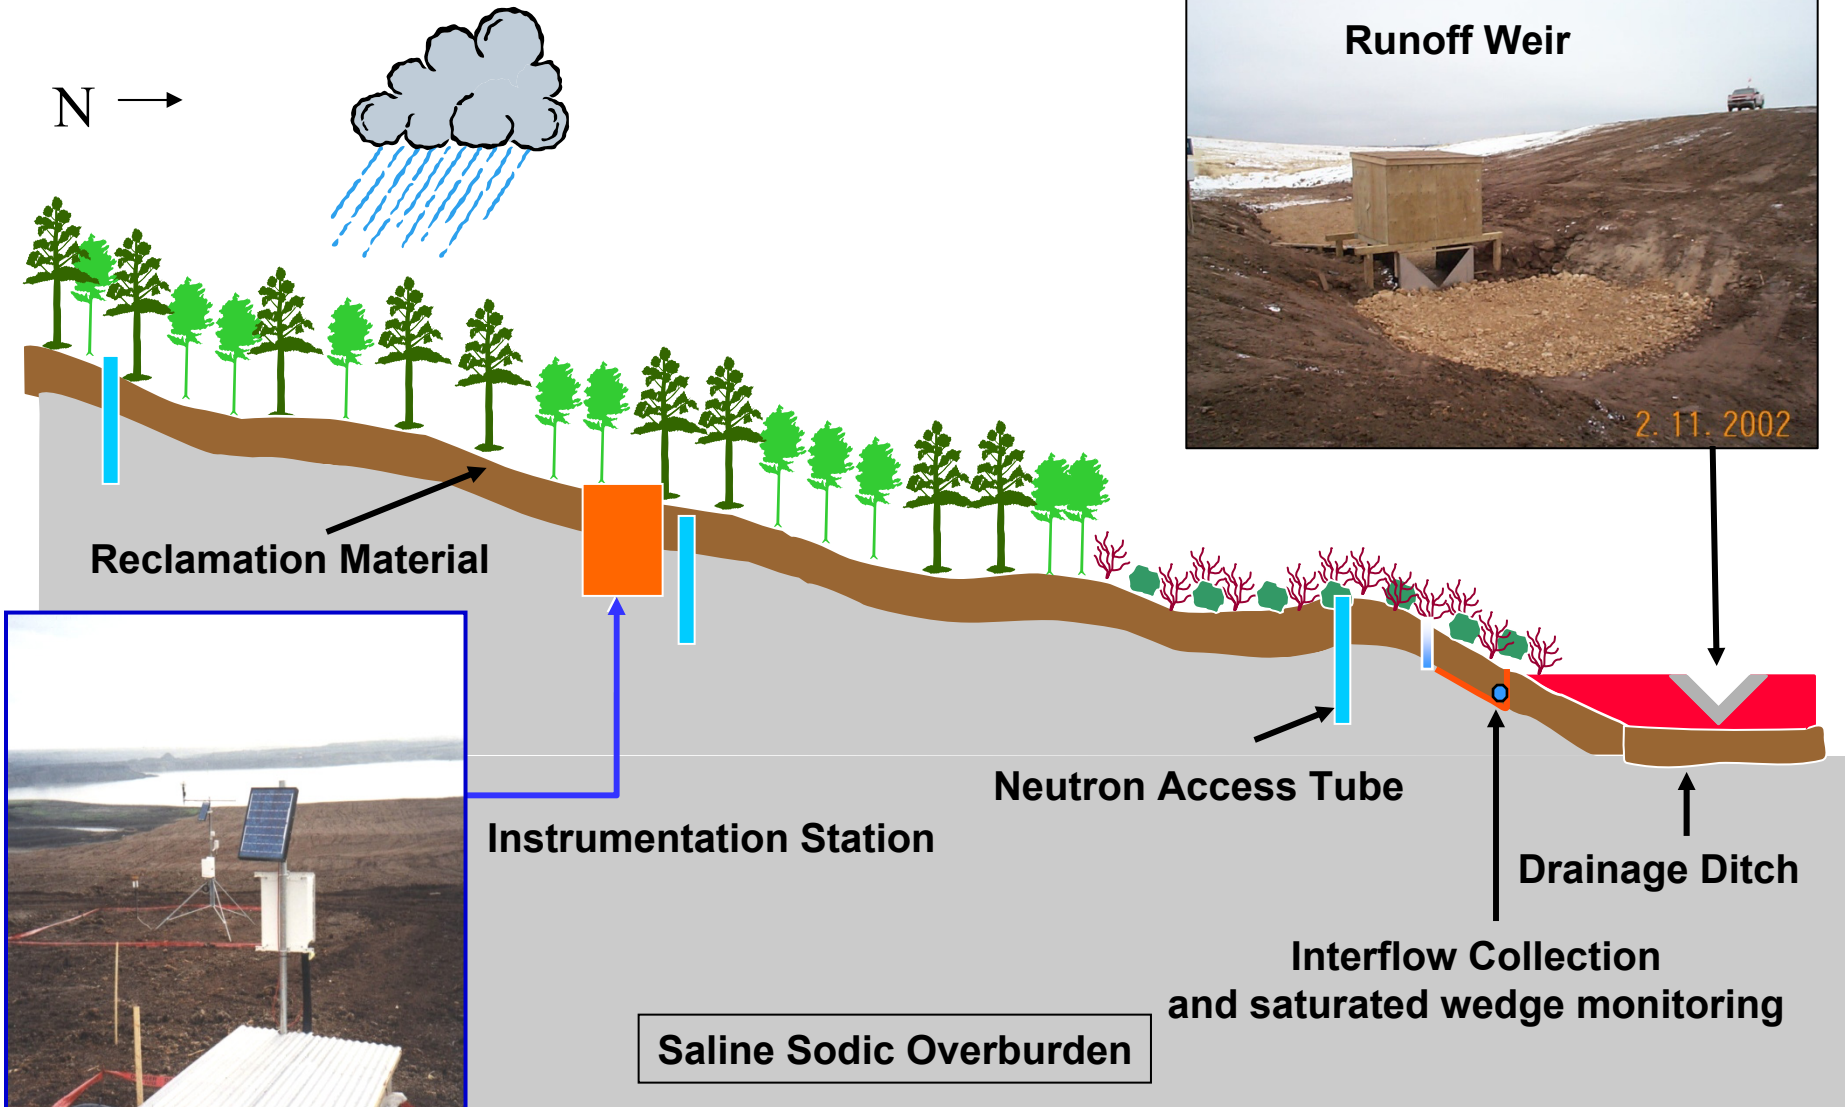 Runoff Weir
N
2. 11. 2002
Reclamation Material
Neutron Access Tube
Instrumentation Station
Drainage Ditch
Interflow Collection
and saturated wedge monitoring
Saline Sodic Overburden